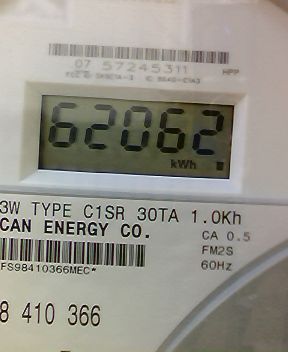 07 57245311 HPP
62062
kWh
3W TYPE C1SR 30TA 1.0Kh
CAN ENERGY CO.
CA 0.5
FM2S
FS98410366MEC*
60Hz
8 410 366